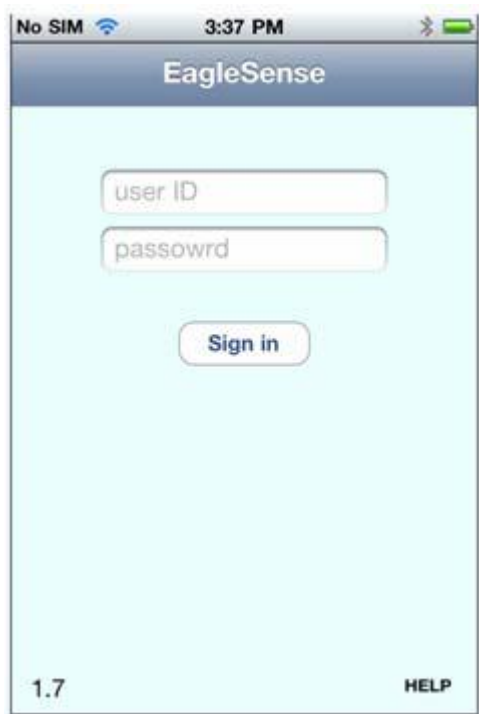 No SIM 3:37 PM
EagleSense
user ID
passowrd
Sign in
1.7 HELP